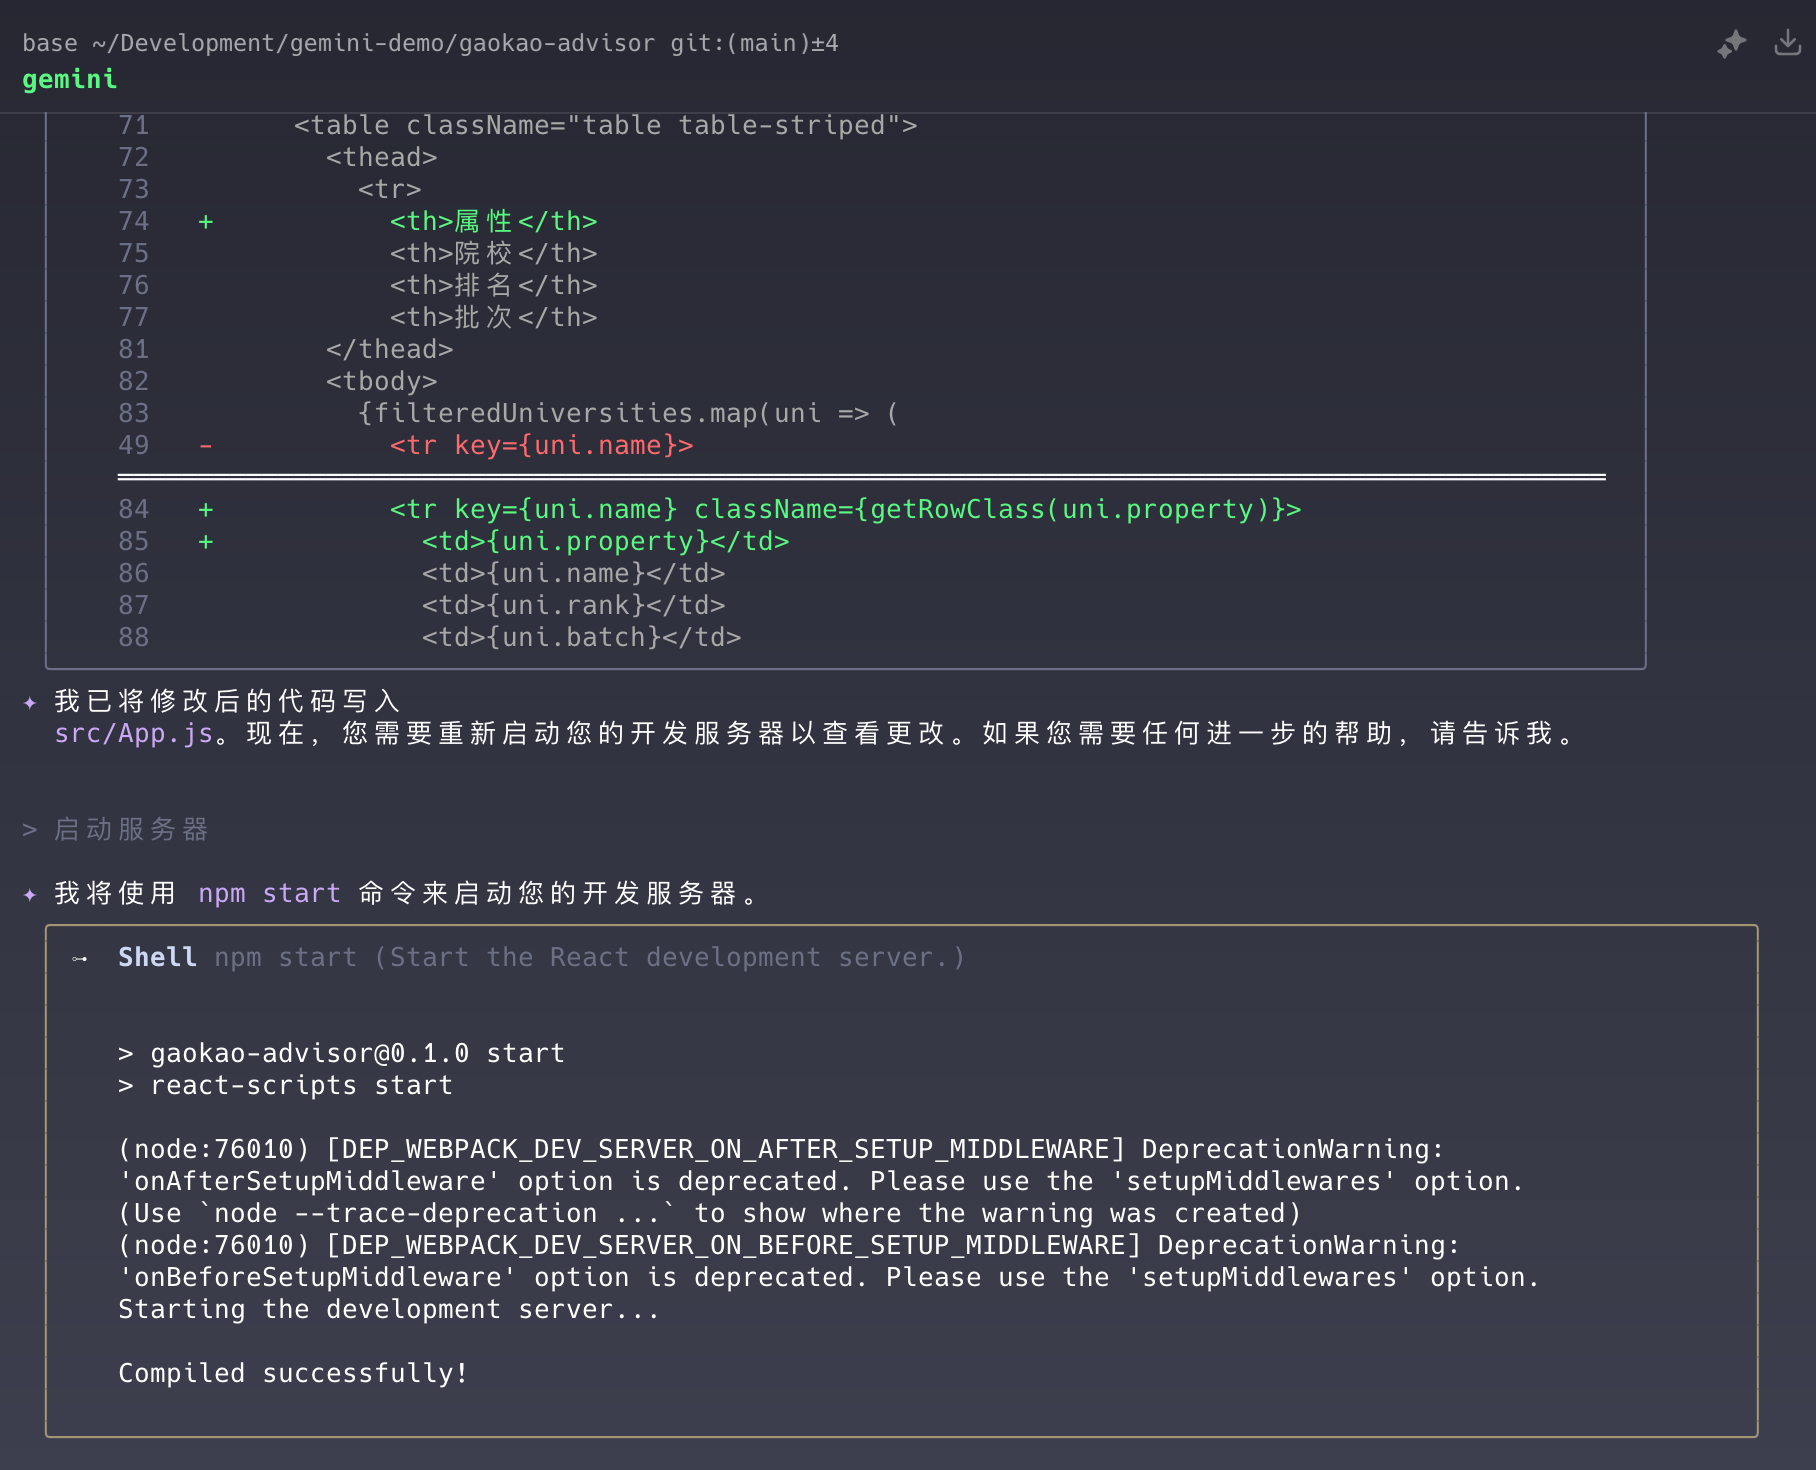 base ~/Development/gemini-demo/gaokao-advisor git:(main)±4
gemini
71         <table className="table table-striped">
72           <thead>
73             <tr>
74   +           <th>属性</th>
75               <th>院校</th>
76               <th>排名</th>
77               <th>批次</th>
81           </thead>
82           <tbody>
83             {filteredUniversities.map(uni => (
49   -           <tr key={uni.name}>
84   +           <tr key={uni.name} className={getRowClass(uni.property)}>
85   +             <td>{uni.property}</td>
86                 <td>{uni.name}</td>
87                 <td>{uni.rank}</td>
88                 <td>{uni.batch}</td>
✦ 我已将修改后的代码写入
src/App.js。现在，您需要重新启动您的开发服务器以查看更改。如果您需要任何进一步的帮助，请告诉我。
> 启动服务器
✦ 我将使用 npm start 命令来启动您的开发服务器。
⊶ Shell npm start (Start the React development server.)
> gaokao-advisor@0.1.0 start
> react-scripts start
(node:76010) [DEP_WEBPACK_DEV_SERVER_ON_AFTER_SETUP_MIDDLEWARE] DeprecationWarning:
'onAfterSetupMiddleware' option is deprecated. Please use the 'setupMiddlewares' option.
(Use `node --trace-deprecation ...` to show where the warning was created)
(node:76010) [DEP_WEBPACK_DEV_SERVER_ON_BEFORE_SETUP_MIDDLEWARE] DeprecationWarning:
'onBeforeSetupMiddleware' option is deprecated. Please use the 'setupMiddlewares' option.
Starting the development server...
Compiled successfully!